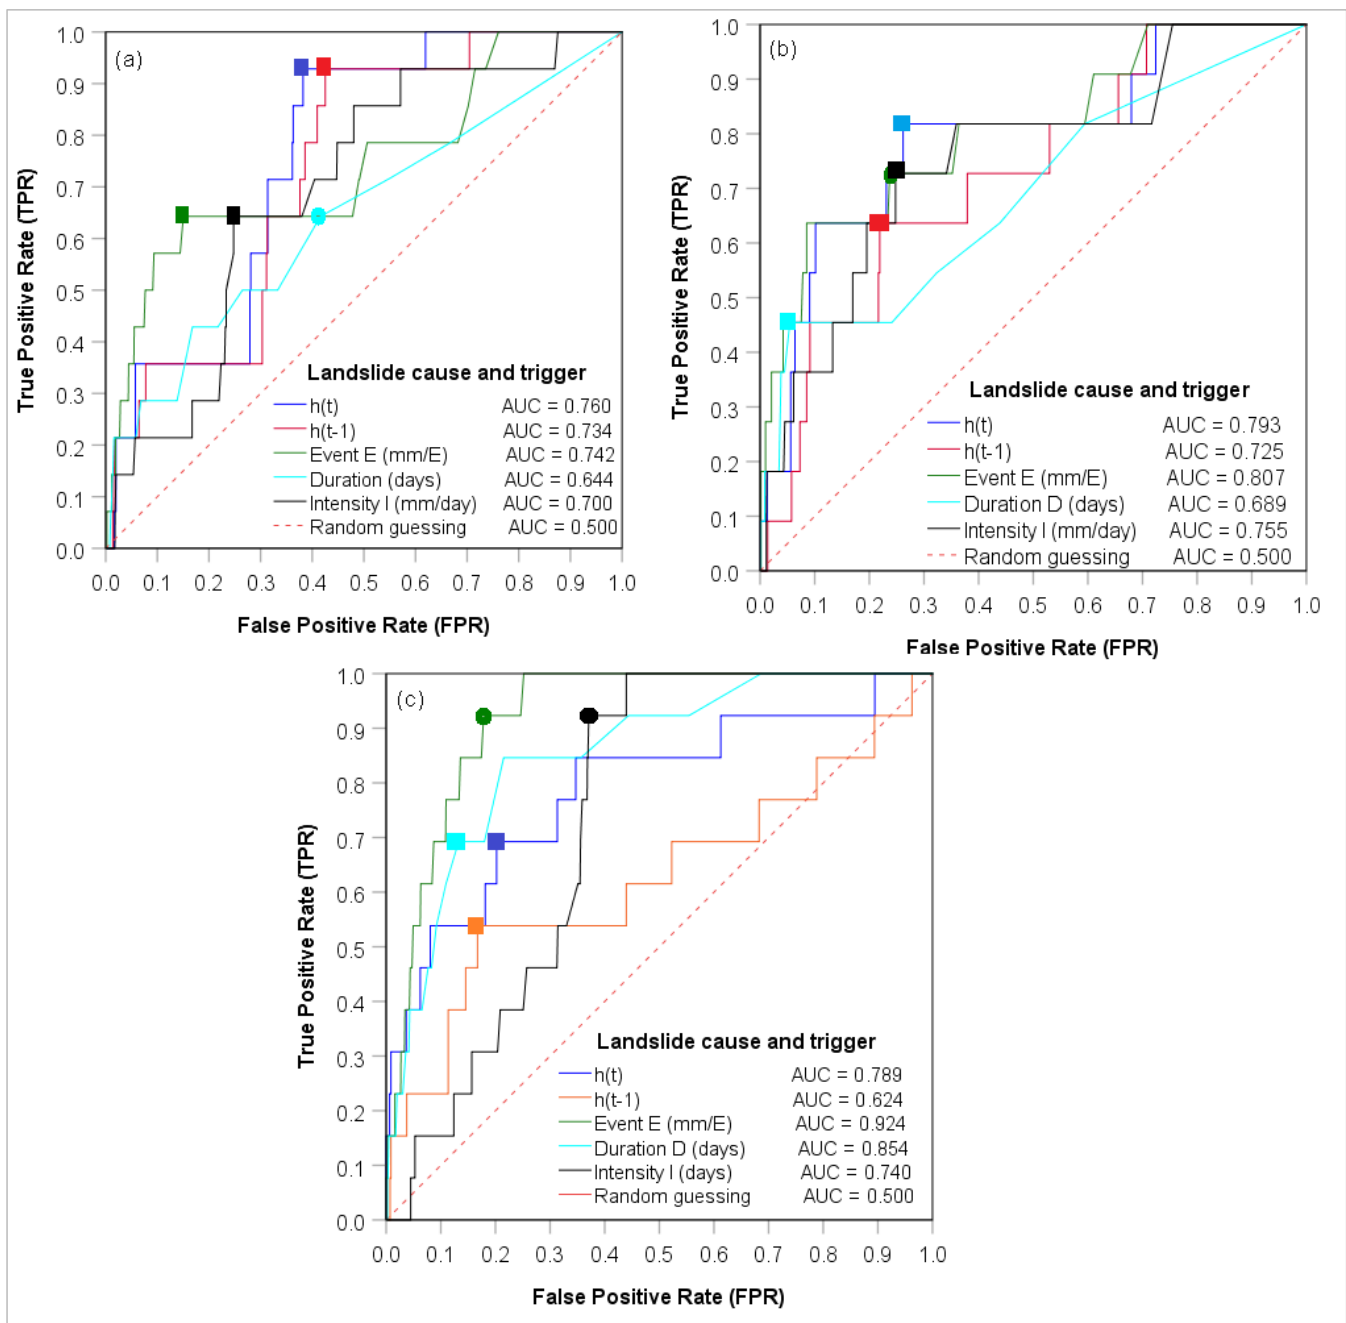 (a)
True Positive Rate (TPR)
1.0
0.9
0.8
0.7
0.6
0.5
0.4
0.3
0.2
0.1
0.0
Landslide cause and trigger
h(t) AUC = 0.760
h(t-1) AUC = 0.734
Event E (mm/E) AUC = 0.742
Duration (days) AUC = 0.644
Intensity I (mm/day) AUC = 0.700
Random guessing AUC = 0.500
0.0 0.1 0.2 0.3 0.4 0.5 0.6 0.7 0.8 0.9 1.0
False Positive Rate (FPR)
(b)
True Positive Rate (TPR)
1.0
0.9
0.8
0.7
0.6
0.5
0.4
0.3
0.2
0.1
0.0
Landslide cause and trigger
h(t) AUC = 0.793
h(t-1) AUC = 0.725
Event E (mm/E) AUC = 0.807
Duration D (days) AUC = 0.689
Intensity I (mm/day) AUC = 0.755
Random guessing AUC = 0.500
0.0 0.1 0.2 0.3 0.4 0.5 0.6 0.7 0.8 0.9 1.0
False Positive Rate (FPR)
(c)
True Positive Rate (TPR)
1.0
0.9
0.8
0.7
0.6
0.5
0.4
0.3
0.2
0.1
0.0
Landslide cause and trigger
h(t) AUC = 0.789
h(t-1) AUC = 0.624
Event E (mm/E) AUC = 0.924
Duration D (days) AUC = 0.854
Intensity I (days) AUC = 0.740
Random guessing AUC = 0.500
0.0 0.1 0.2 0.3 0.4 0.5 0.6 0.7 0.8 0.9 1.0
False Positive Rate (FPR)